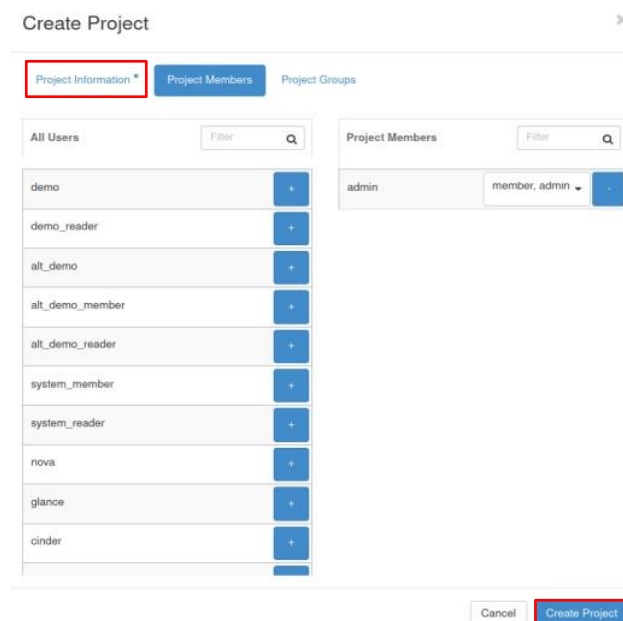 Create Project
Project Information *
Project Members
Project Groups
All Users
Filter
demo
+
demo_reader
+
alt_demo
+
alt_demo_member
+
alt_demo_reader
+
system_member
+
system_reader
+
nova
+
glance
+
cinder
+
Project Members
Filter
admin
member, admin
-
Cancel
Create Project